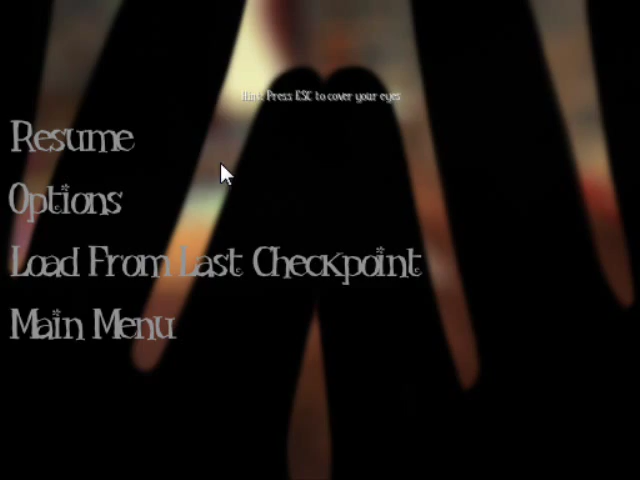 Hint: Press ESC to cover your eyes
Resume
Options
Load From Last Checkpoint
Main Menu